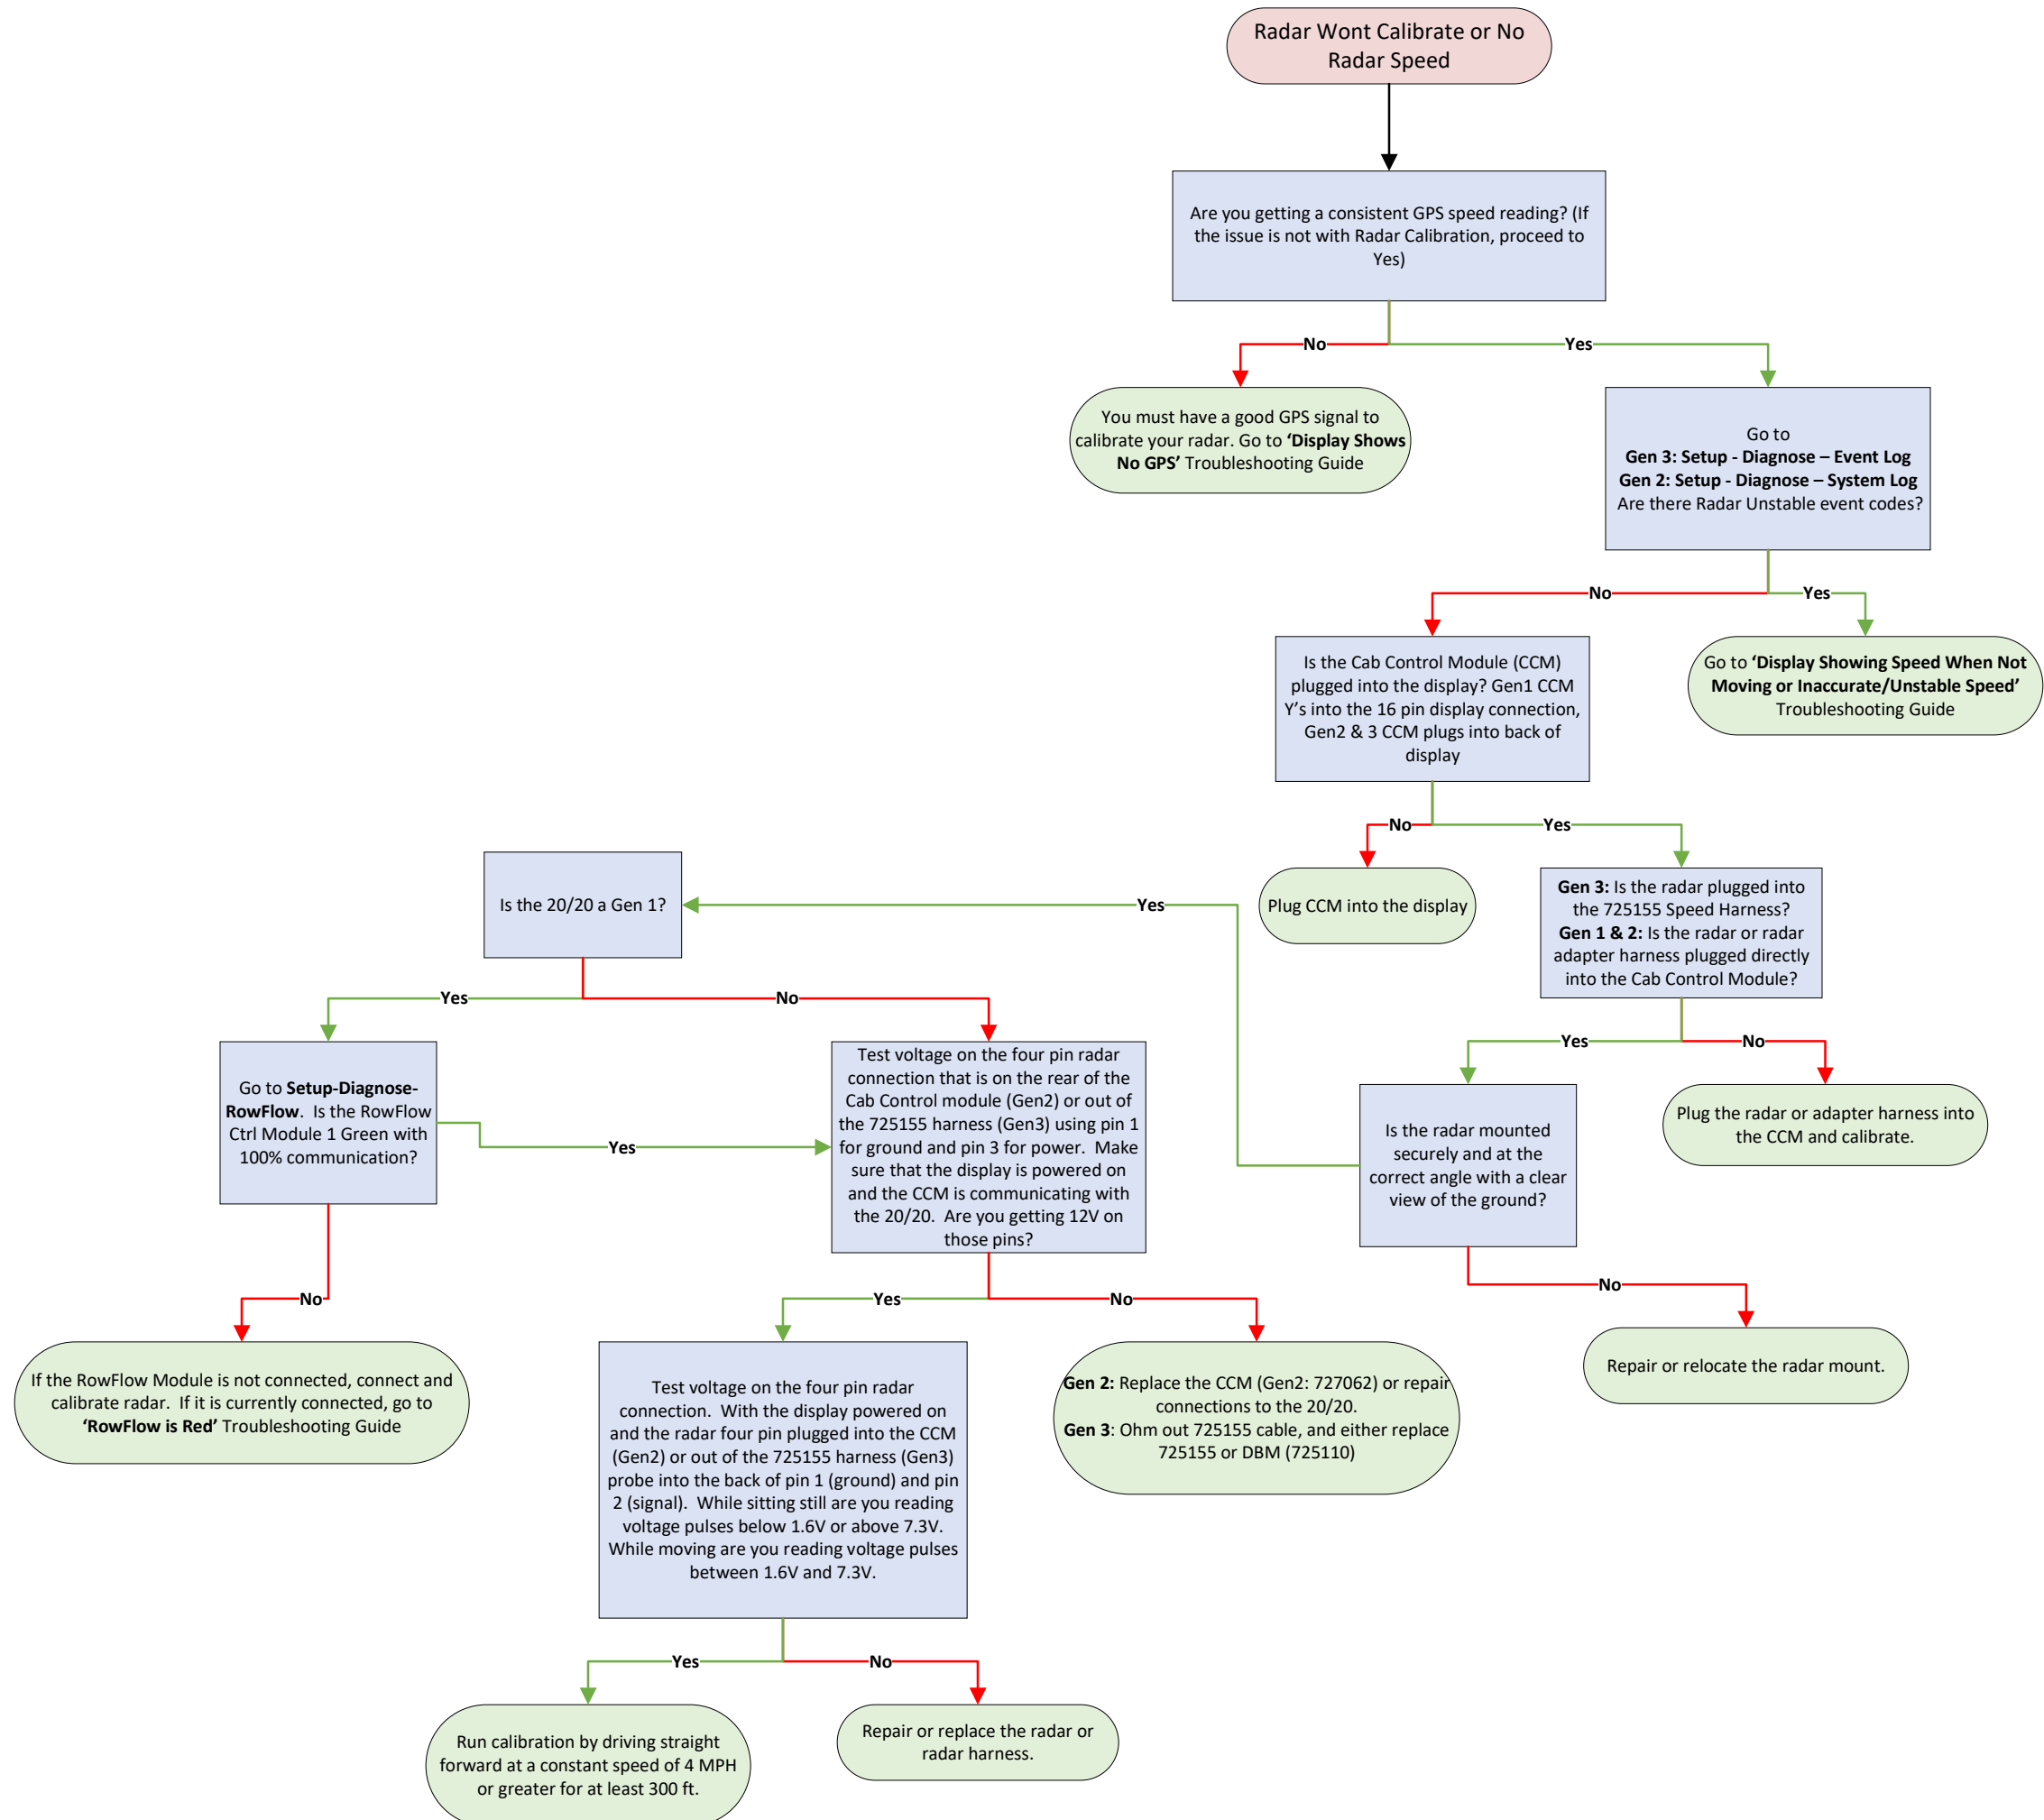 Radar Wont Calibrate or No
Radar Speed
Are you getting a consistent GPS speed reading? (If
the issue is not with Radar Calibration, proceed to
Yes)
No
Yes
You must have a good GPS signal to
calibrate your radar. Go to ‘Display Shows
No GPS’ Troubleshooting Guide
Go to
Gen 3: Setup - Diagnose – Event Log
Gen 2: Setup - Diagnose – System Log
Are there Radar Unstable event codes?
No
Yes
Is the Cab Control Module (CCM)
plugged into the display? Gen1 CCM
Y’s into the 16 pin display connection,
Gen2 & 3 CCM plugs into back of
display
Go to ‘Display Showing Speed When Not
Moving or Inaccurate/Unstable Speed’
Troubleshooting Guide
No
Yes
Plug CCM into the display
Gen 3: Is the radar plugged into
the 725155 Speed Harness?
Gen 1 & 2: Is the radar or radar
adapter harness plugged directly
into the Cab Control Module?
Yes
No
Is the radar mounted
securely and at the
correct angle with a clear
view of the ground?
Plug the radar or adapter harness into
the CCM and calibrate.
Yes
No
Repair or relocate the radar mount.
Is the 20/20 a Gen 1?
Yes
No
Go to Setup-Diagnose-
RowFlow.  Is the RowFlow
Ctrl Module 1 Green with
100% communication?
Yes
No
If the RowFlow Module is not connected, connect and
calibrate radar.  If it is currently connected, go to
‘RowFlow is Red’ Troubleshooting Guide
Test voltage on the four pin radar
connection that is on the rear of the
Cab Control module (Gen2) or out of
the 725155 harness (Gen3) using pin 1
for ground and pin 3 for power.  Make
sure that the display is powered on
and the CCM is communicating with
the 20/20.  Are you getting 12V on
those pins?
Yes
No
Test voltage on the four pin radar
connection.  With the display powered on
and the radar four pin plugged into the CCM
(Gen2) or out of the 725155 harness (Gen3)
probe into the back of pin 1 (ground) and pin
2 (signal).  While sitting still are you reading
voltage pulses below 1.6V or above 7.3V.
While moving are you reading voltage pulses
between 1.6V and 7.3V.
Gen 2: Replace the CCM (Gen2: 727062) or repair
connections to the 20/20.
Gen 3: Ohm out 725155 cable, and either replace
725155 or DBM (725110)
Yes
No
Run calibration by driving straight
forward at a constant speed of 4 MPH
or greater for at least 300 ft.
Repair or replace the radar or
radar harness.